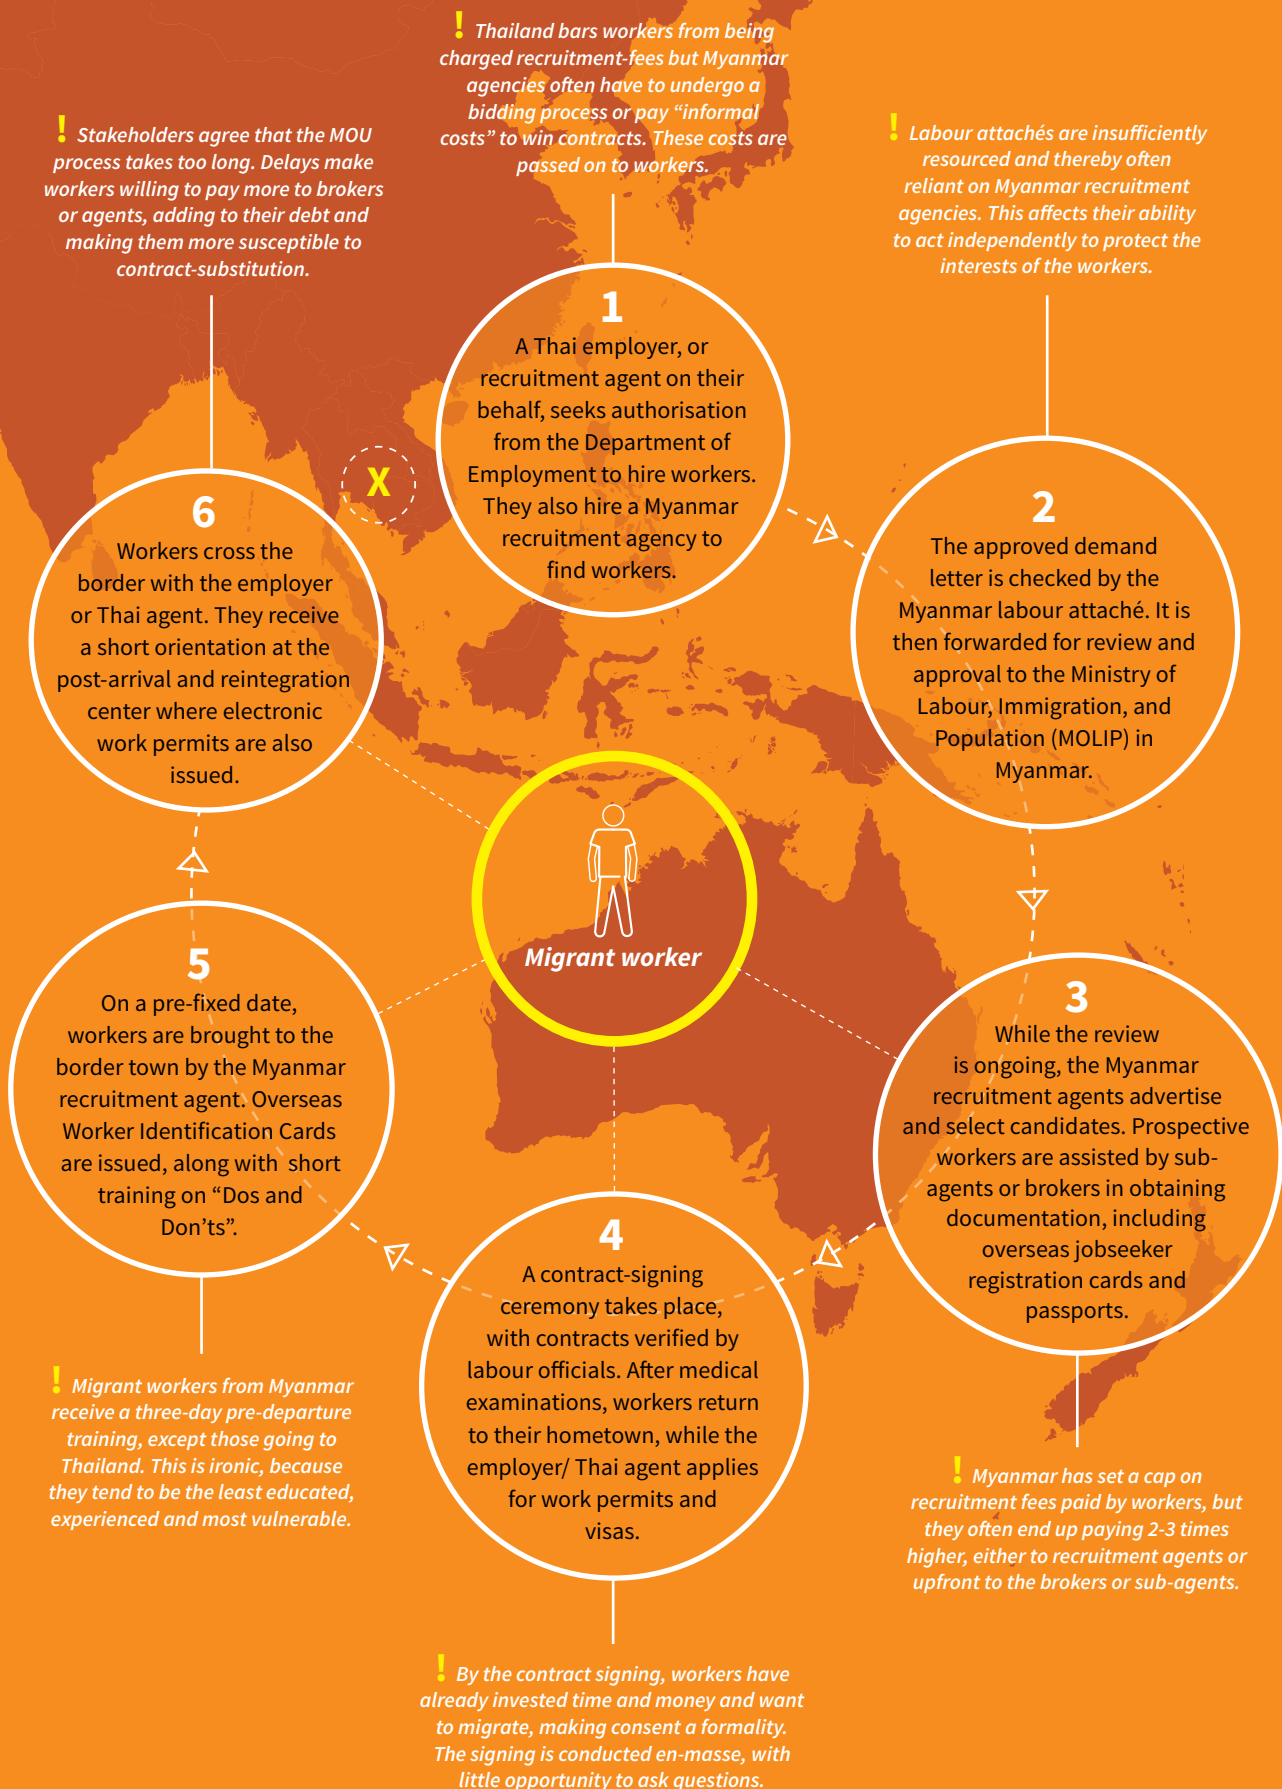 ! Thailand bars workers from being
charged recruitment-fees but Myanmar
agencies often have to undergo a
bidding process or pay “informal
costs” to win contracts. These costs are
passed on to workers.
! Stakeholders agree that the MOU
process takes too long. Delays make
workers willing to pay more to brokers
or agents, adding to their debt and
making them more susceptible to
contract-substitution.
! Labour attachés are insufficiently
resourced and thereby often
reliant on Myanmar recruitment
agencies. This affects their ability
to act independently to protect the
interests of the workers.
1
A Thai employer, or
recruitment agent on their
behalf, seeks authorisation
from the Department of
Employment to hire workers.
They also hire a Myanmar
recruitment agency to
find workers.
X
2
The approved demand
letter is checked by the
Myanmar labour attaché. It is
then forwarded for review and
approval to the Ministry of
Labour, Immigration, and
Population (MOLIP) in
Myanmar.
6
Workers cross the
border with the employer
or Thai agent. They receive
a short orientation at the
post-arrival and reintegration
center where electronic
work permits are also
issued.
Migrant worker
3
While the review
is ongoing, the Myanmar
recruitment agents advertise
and select candidates. Prospective
workers are assisted by sub-
agents or brokers in obtaining
documentation, including
overseas jobseeker
registration cards and
passports.
5
On a pre-fixed date,
workers are brought to the
border town by the Myanmar
recruitment agent. Overseas
Worker Identification Cards
are issued, along with short
training on “Dos and
Don’ts”.
4
A contract-signing
ceremony takes place,
with contracts verified by
labour officials. After medical
examinations, workers return
to their hometown, while the
employer/ Thai agent applies
for work permits and
visas.
! Migrant workers from Myanmar
receive a three-day pre-departure
training, except those going to
Thailand. This is ironic, because
they tend to be the least educated,
experienced and most vulnerable.
! Myanmar has set a cap on
recruitment fees paid by workers, but
they often end up paying 2-3 times
higher, either to recruitment agents or
upfront to the brokers or sub-agents.
! By the contract signing, workers have
already invested time and money and want
to migrate, making consent a formality.
The signing is conducted en-masse, with
little opportunity to ask questions.